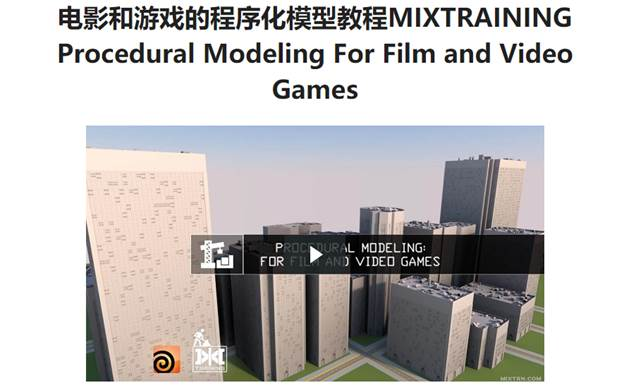 电影和游戏的程序化模型教程MIXTRAINING
Procedural Modeling For Film and Video
Games
PROCEDURAL MODELING:
FOR FILM AND VIDEO GAMES
TRAINING
MIXTRN.COM